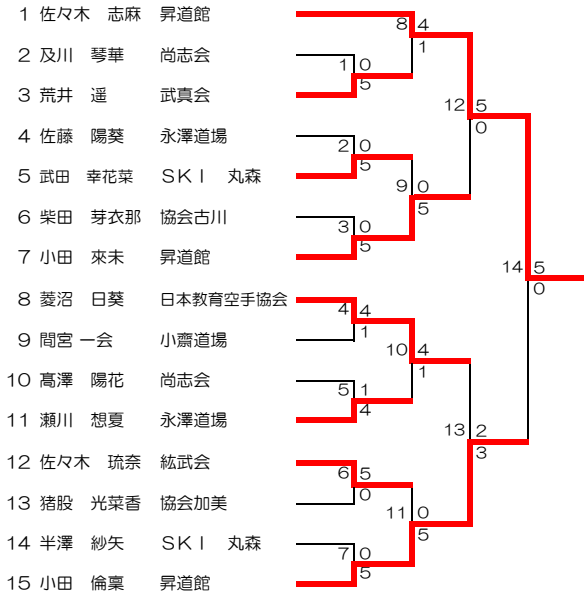 1 佐々木 志麻 昇道館
8 4
1
2 及川 琴華 尚志会
1 0
5
3 荒井 遥 武真会
12 5
0
4 佐藤 陽葵 永澤道場
2 0
5
5 武田 幸花菜 SKI 丸森
9 0
5
6 柴田 芽衣那 協会古川
3 0
5
7 小田 來未 昇道館
14 5
0
8 菱沼 日葵 日本教育空手協会
4 4
1
9 間宮 一会 小齋道場
10 4
1
10 髙澤 陽花 尚志会
5 1
4
11 瀬川 想夏 永澤道場
13 2
3
12 佐々木 琉奈 紘武会
6 5
0
13 猪股 光菜香 協会加美
11 0
5
14 半澤 紗矢 SKI 丸森
7 0
5
15 小田 倫稟 昇道館